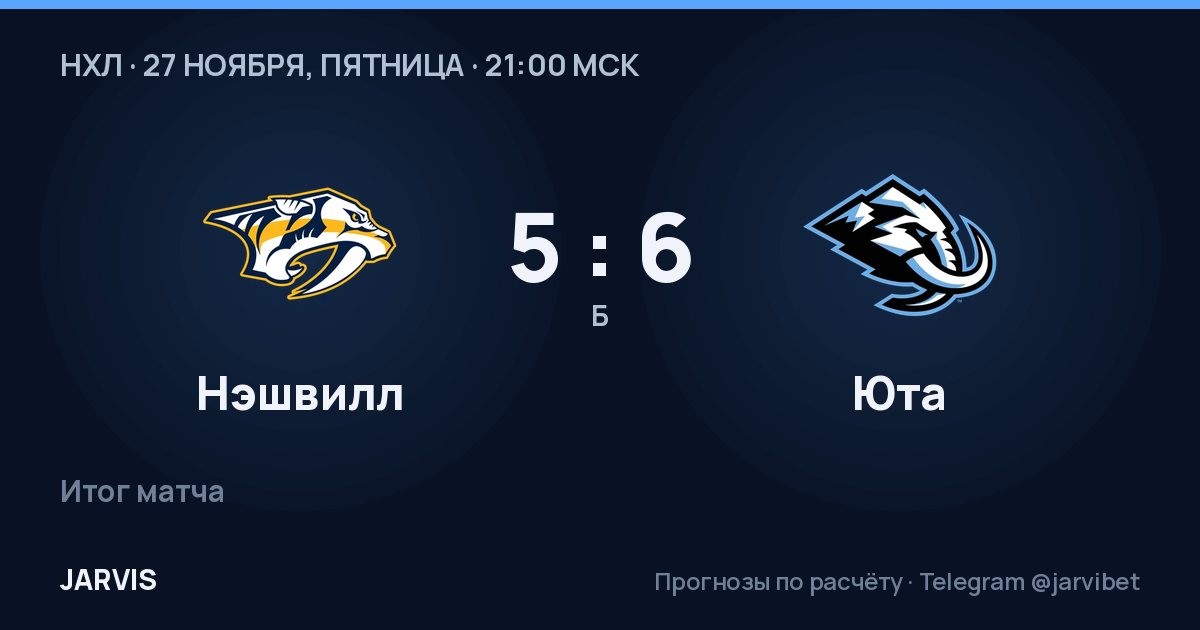 НХЛ · 27 НОЯБРЯ, ПЯТНИЦА · 21:00 МСК
5 : 6
Б
Нэшвилл
Юта
Итог матча
JARVIS
Прогнозы по расчёту · Telegram @jarvibet